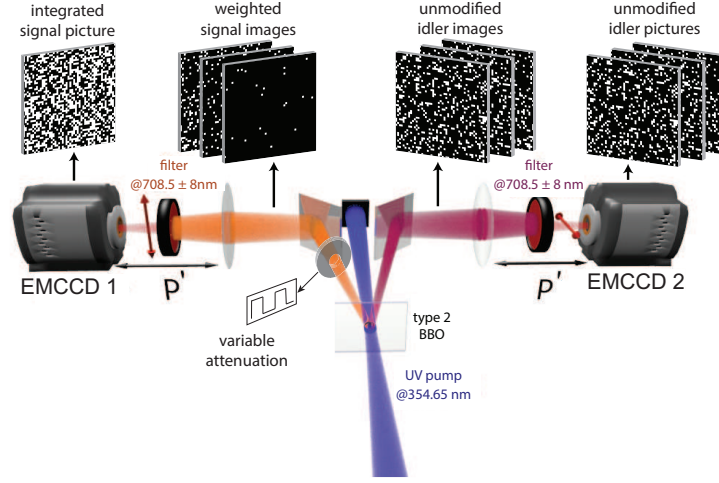 integrated
signal picture
weighted
signal images
unmodified
idler images
unmodified
idler pictures
filter
@708.5 ± 8nm
filter
@708.5 ± 8 nm
EMCCD 1
P'
P'
EMCCD 2
variable
attenuation
type 2
BBO
UV pump
@354.65 nm